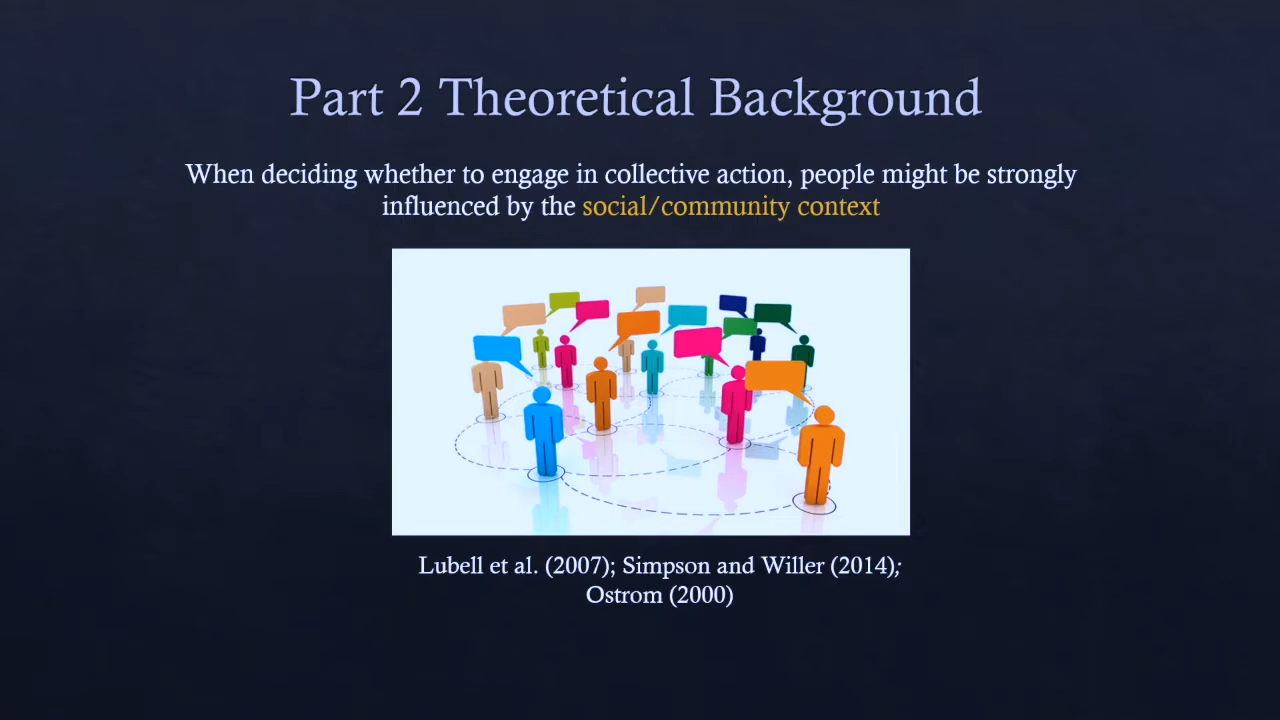 Part 2 Theoretical Background
When deciding whether to engage in collective action, people might be strongly
influenced by the social/community context
Lubell et al. (2007); Simpson and Willer (2014);
Ostrom (2000)